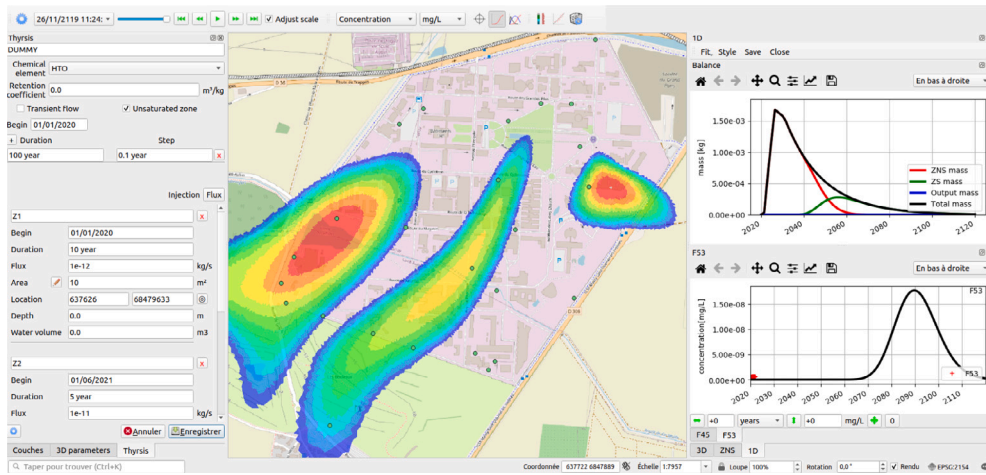 26/11/2119 11:24:
Adjust scale
Concentration
mg/L
Thyrsis
DUMMY
Chemical element
HTO
Retention coefficient
0.0
m³/kg
Transient flow
Unsaturated zone
Begin
01/01/2020
+ Duration
Step
100 year
0.1 year
x
Injection
Flux
Z1
x
Begin
01/01/2020
Duration
10 year
Flux
1e-12
kg/s
Area
10
m²
Location
637626
68479633
Depth
0.0
m
Water volume
0.0
m3
Z2
x
Begin
01/06/2021
Duration
5 year
Flux
1e-11
kg/s
Annuler
Enregistrer
Couches
3D parameters
Thyrsis
P
P
P
P
D 306
1D
Fit, Style Save Close
Balance
En bas à droite
mass [kg]
1.50e-03
1.00e-03
5.00e-04
0.00e+00
ZNS mass
ZS mass
Output mass
Total mass
2020
2040
2060
2080
2100
2120
F53
En bas à droite
F53
concentration[mg/L]
1.50e-08
1.00e-08
5.00e-09
0.00e+00
F53
2020
2030
2040
2050
2060
2070
2080
2090
2100
2110
+0
years
+0
mg/L
0
F45
F53
3D
ZNS
1D
Taper pour trouver (Ctrl+K)
Coordonnée
637722 6847889
Échelle
1:7957
Loupe
100%
Rotation
0,0 °
Rendu
EPSG:2154